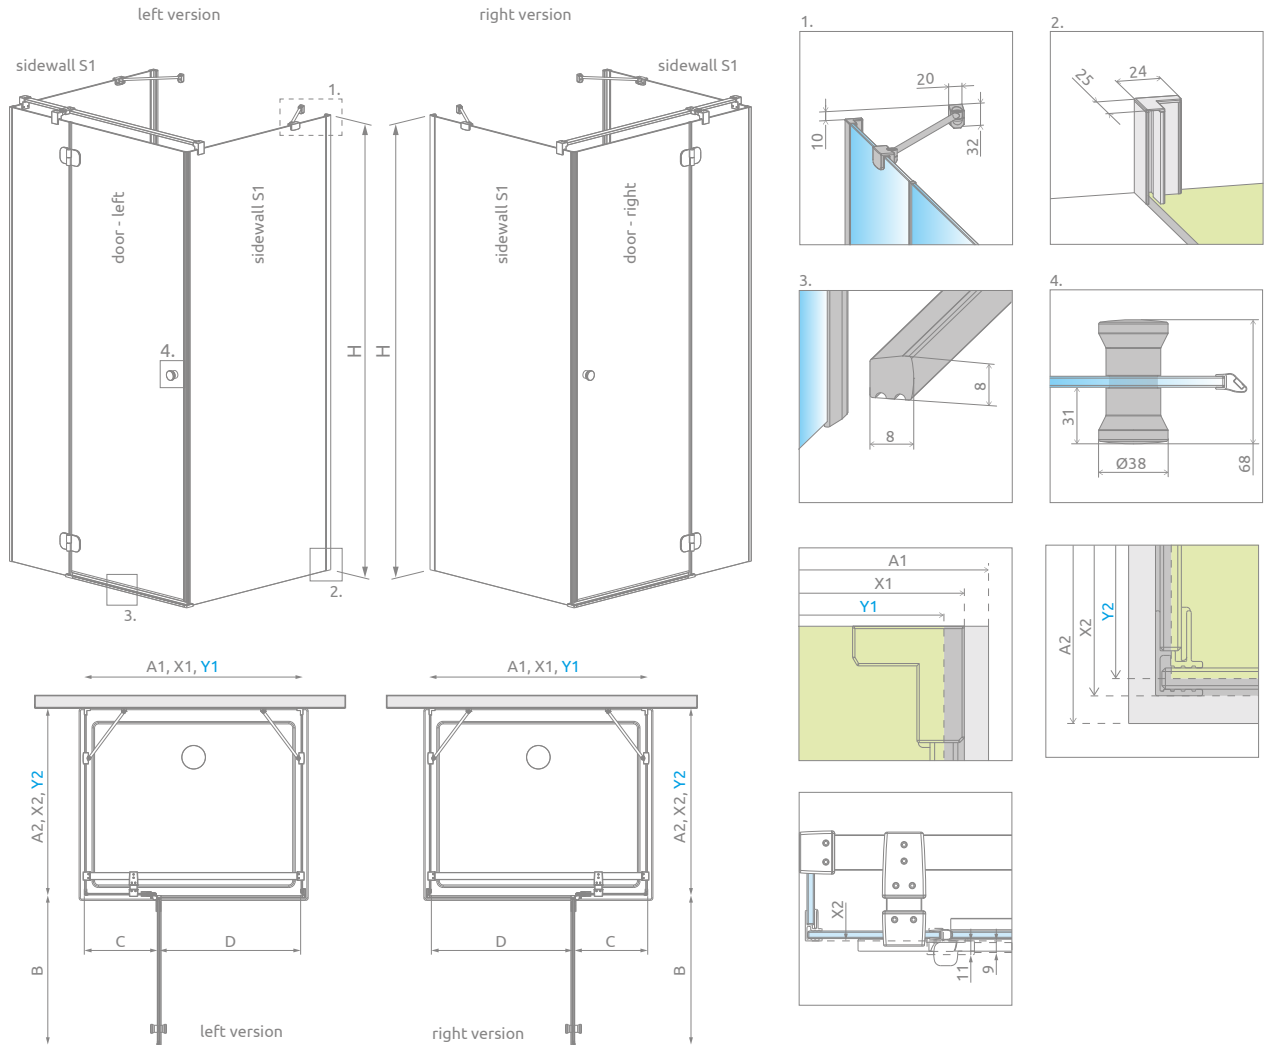 left version
right version
sidewall S1
sidewall S1
1.
door - left
sidewall S1
H
H
sidewall S1
door - right
4.
3.
2.
1.
20
10
32
2.
25
24
3.
8
8
4.
31
Ø38
68
A1, X1, Y1
A1, X1, Y1
A2, X2, Y2
A2, X2, Y2
C
D
D
C
B
B
left version
right version
A1
X1
Y1
A2
X2
Y2
X2
11
9